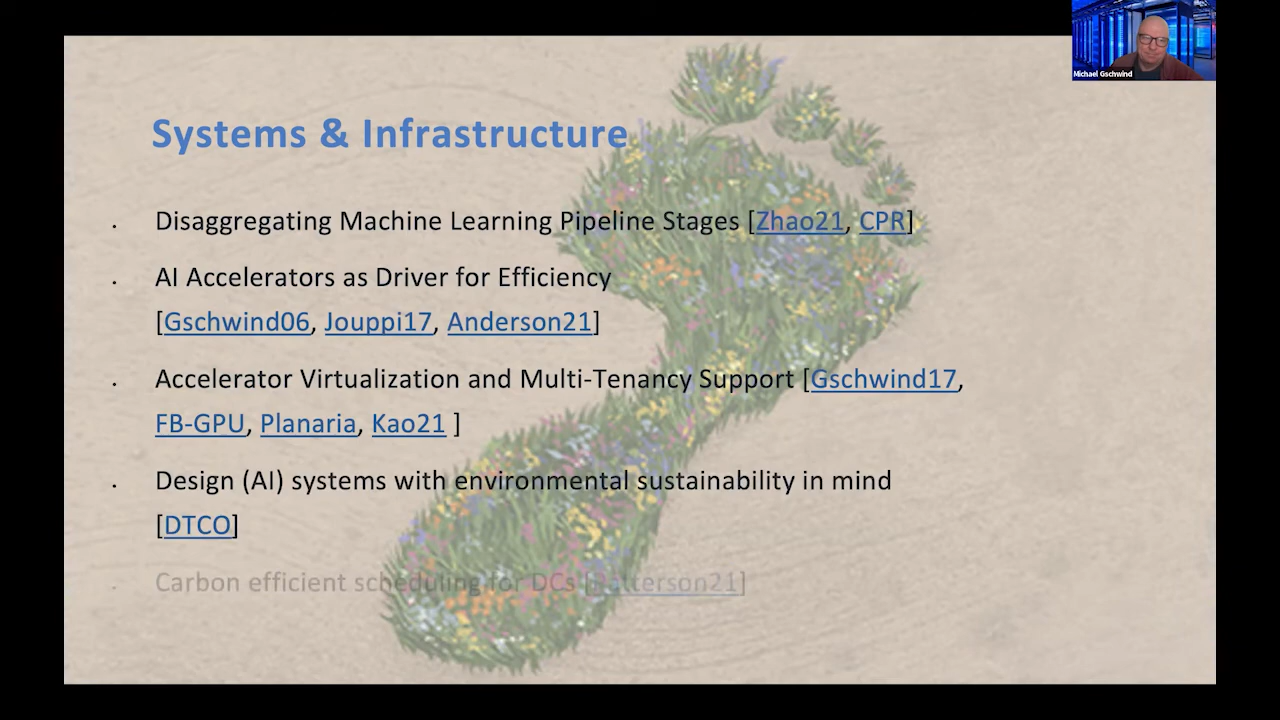 Michael Gschwind
Systems & Infrastructure
Disaggregating Machine Learning Pipeline Stages [Zhao21, CPR]
AI Accelerators as Driver for Efficiency
[Gschwind06, Jouppi17, Anderson21]
Accelerator Virtualization and Multi-Tenancy Support [Gschwind17,
FB-GPU, Planaria, Kao21 ]
Design (AI) systems with environmental sustainability in mind
[DTCO]
Carbon efficient scheduling for DCs [Patterson21]